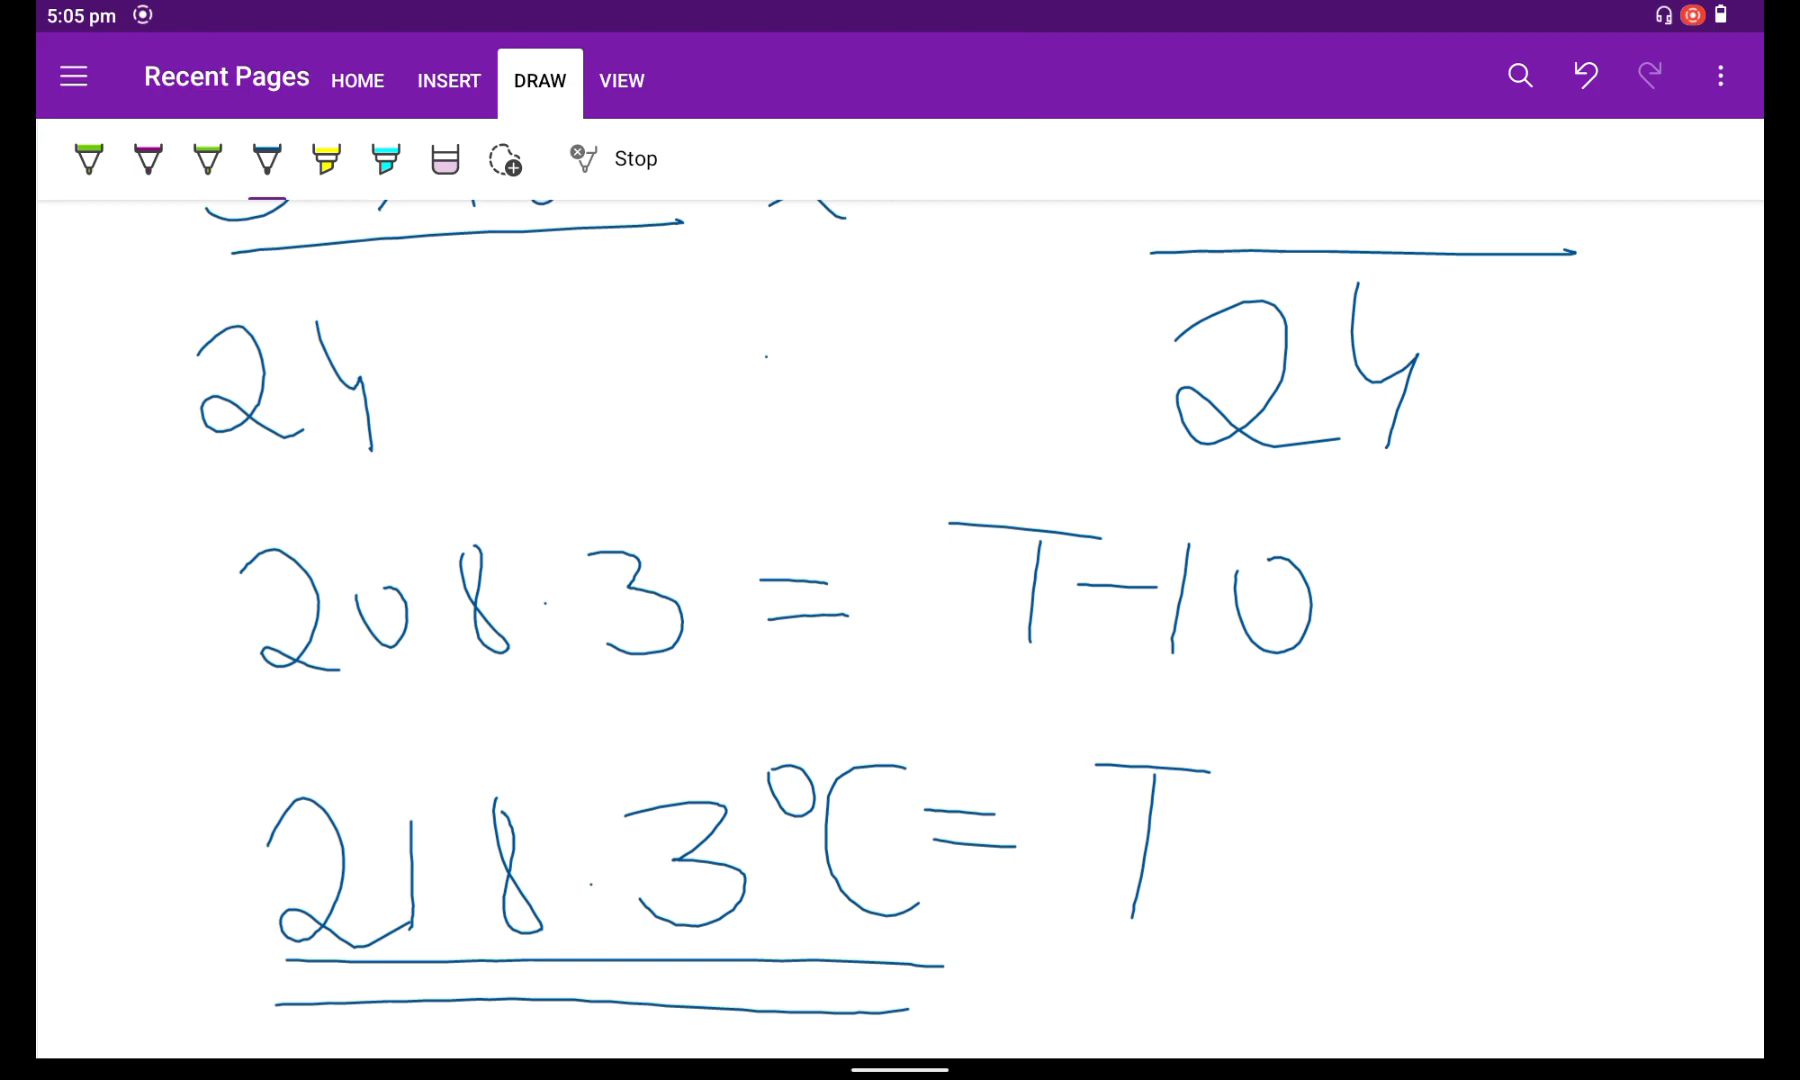 5:05 pm
Recent Pages HOME INSERT DRAW VIEW
Stop
24 24
208.3 = T-10
218.3°C = T